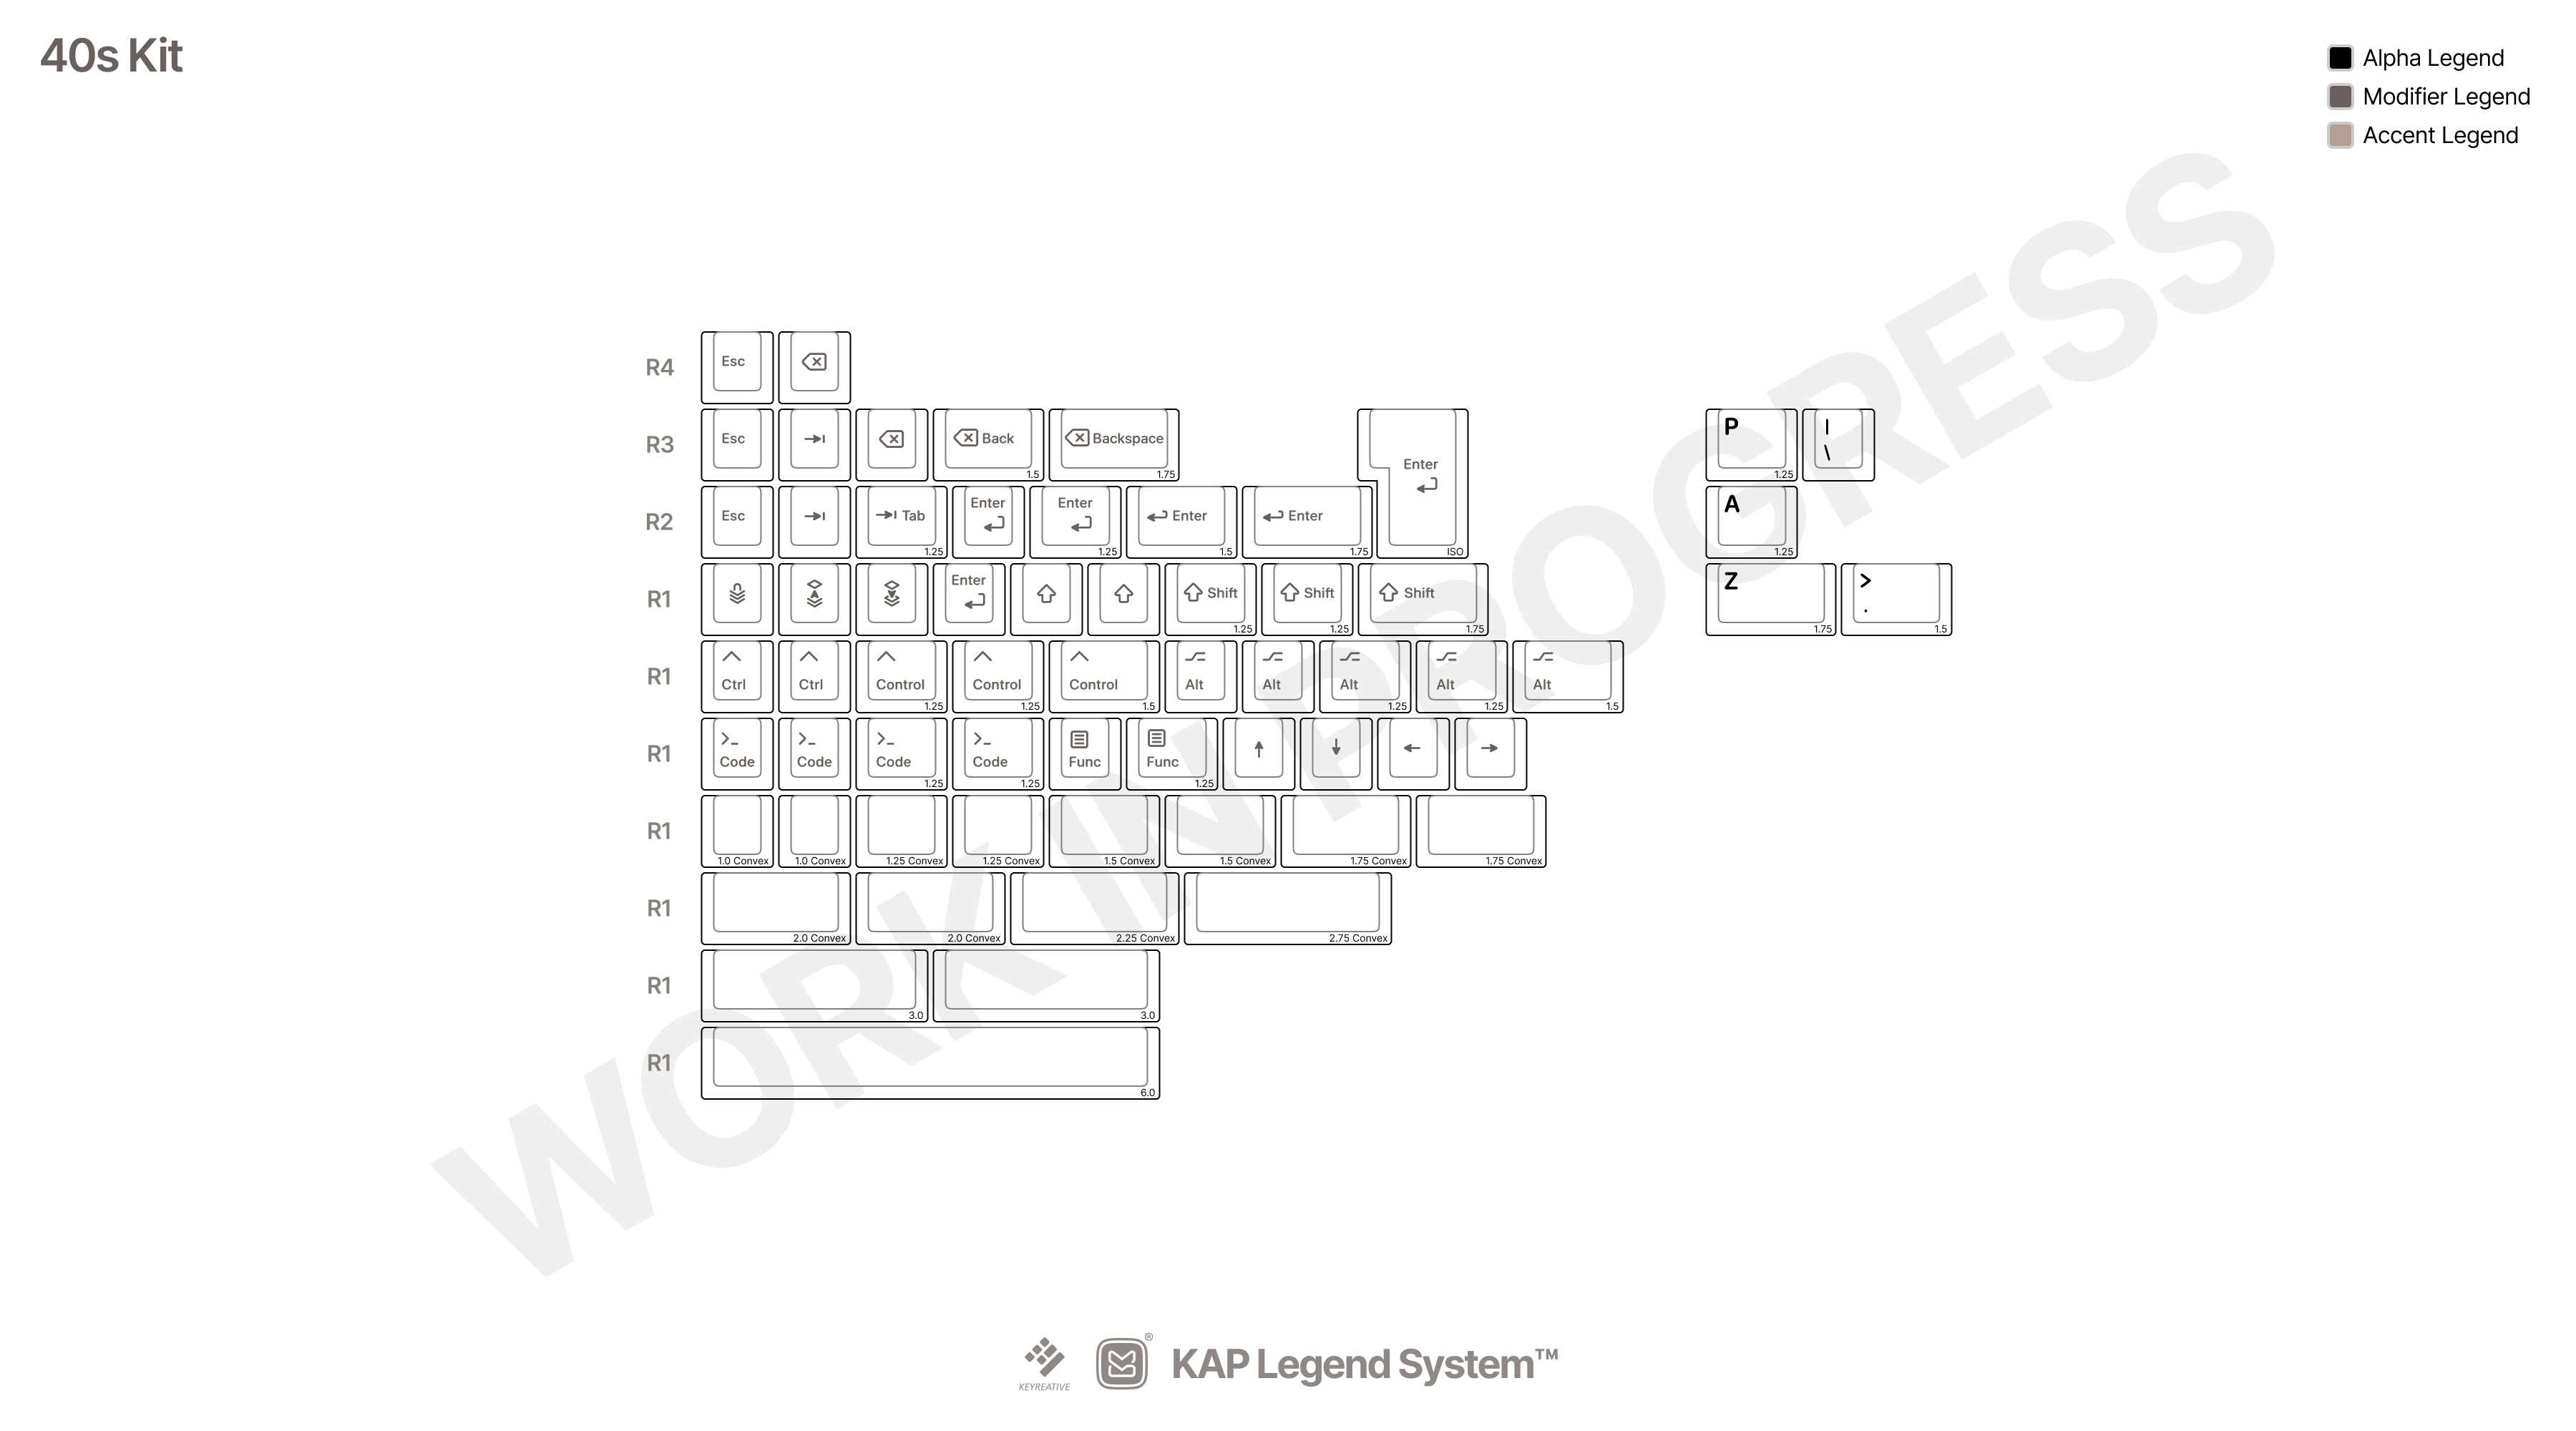 40s Kit
Alpha Legend
Modifier Legend
Accent Legend
WORK IN PROGRESS
R4
Esc
R3
Esc
Back
1.5
Backspace
1.75
Enter
ISO
P
1.25
|
\
R2
Esc
Tab
1.25
Enter
Enter
1.25
Enter
1.5
Enter
1.75
A
1.25
R1
Enter
Shift
1.25
Shift
1.25
Shift
1.75
Z
1.75
>
.
1.5
R1
Ctrl
Ctrl
Control
1.25
Control
1.25
Control
1.5
Alt
Alt
Alt
1.25
Alt
1.25
Alt
1.5
R1
>_
Code
>_
Code
>_
Code
1.25
>_
Code
1.25
Func
Func
1.25
R1
1.0 Convex
1.0 Convex
1.25 Convex
1.25 Convex
1.5 Convex
1.5 Convex
1.75 Convex
1.75 Convex
R1
2.0 Convex
2.0 Convex
2.25 Convex
2.75 Convex
R1
3.0
3.0
R1
6.0
KEYREATIVE
®
KAP Legend System™